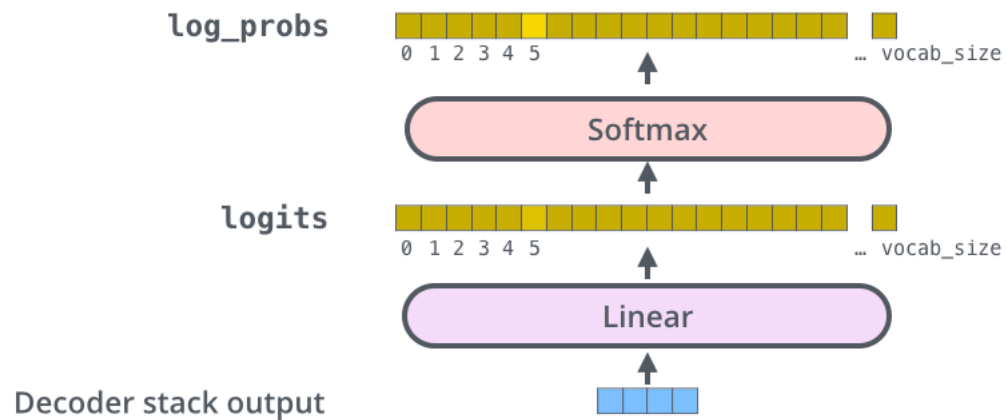 log_probs
0 1 2 3 4 5 … vocab_size
Softmax
logits
0 1 2 3 4 5 … vocab_size
Linear
Decoder stack output